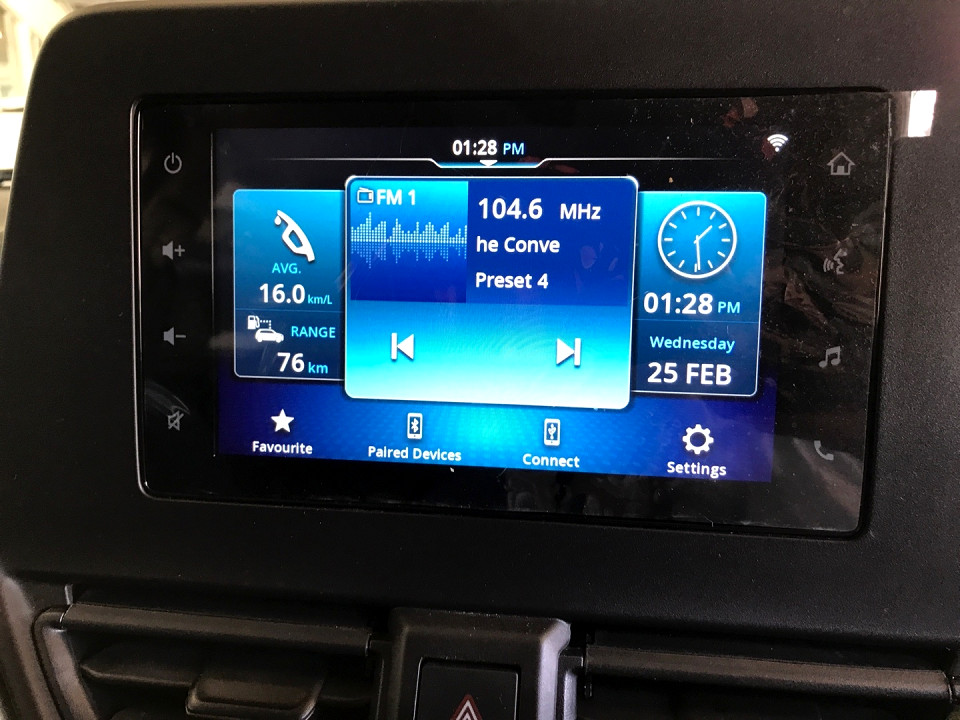 01:28 PM
AVG.
16.0 km/L
RANGE
76 km
FM 1
104.6 MHz
he Conve
Preset 4
01:28 PM
Wednesday
25 FEB
Favourite
Paired Devices
Connect
Settings